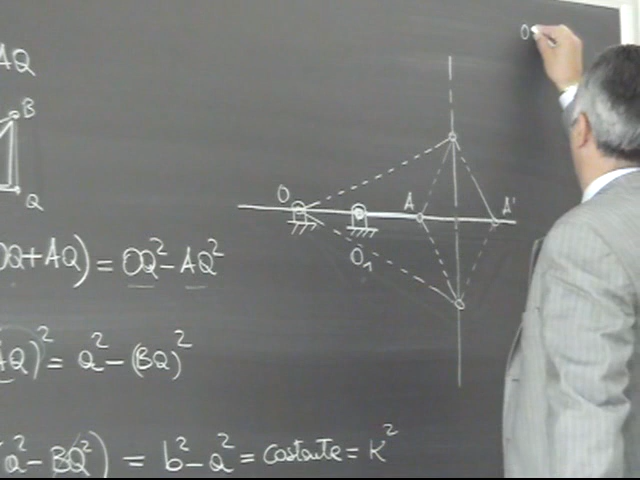 O
AQ
B
Q
O
A
A'
O₁
OQ+AQ) = OQ² - AQ²
AQ)² = a² - (BQ)²
(a² - BQ²) = b² - a² = costante = K²